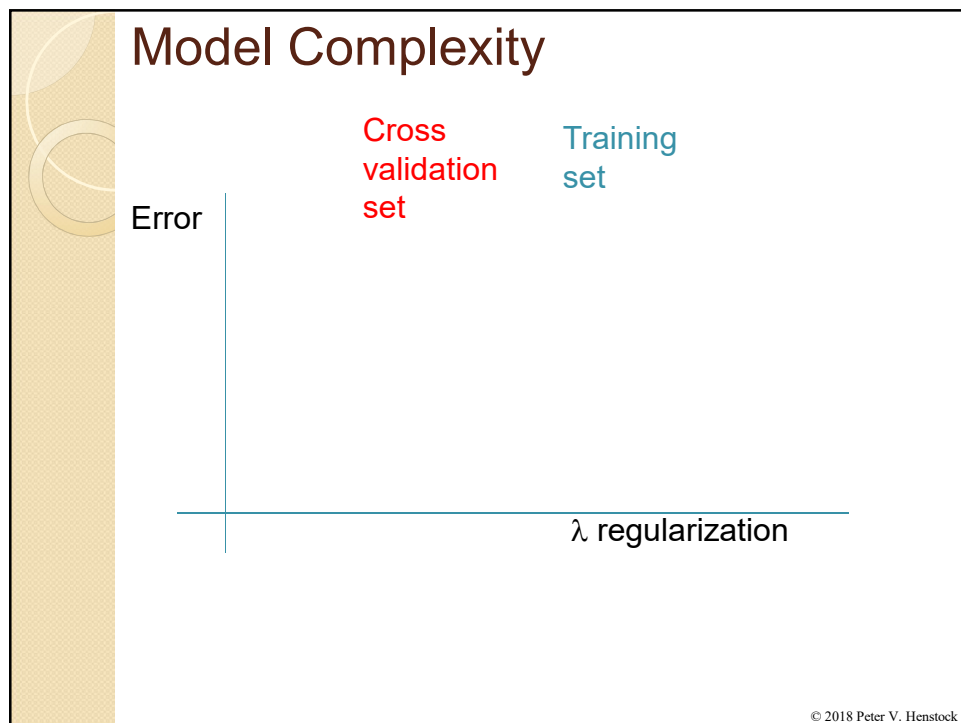 Model Complexity
Cross
validation
set
Training
set
Error
λ regularization
© 2018 Peter V. Henstock